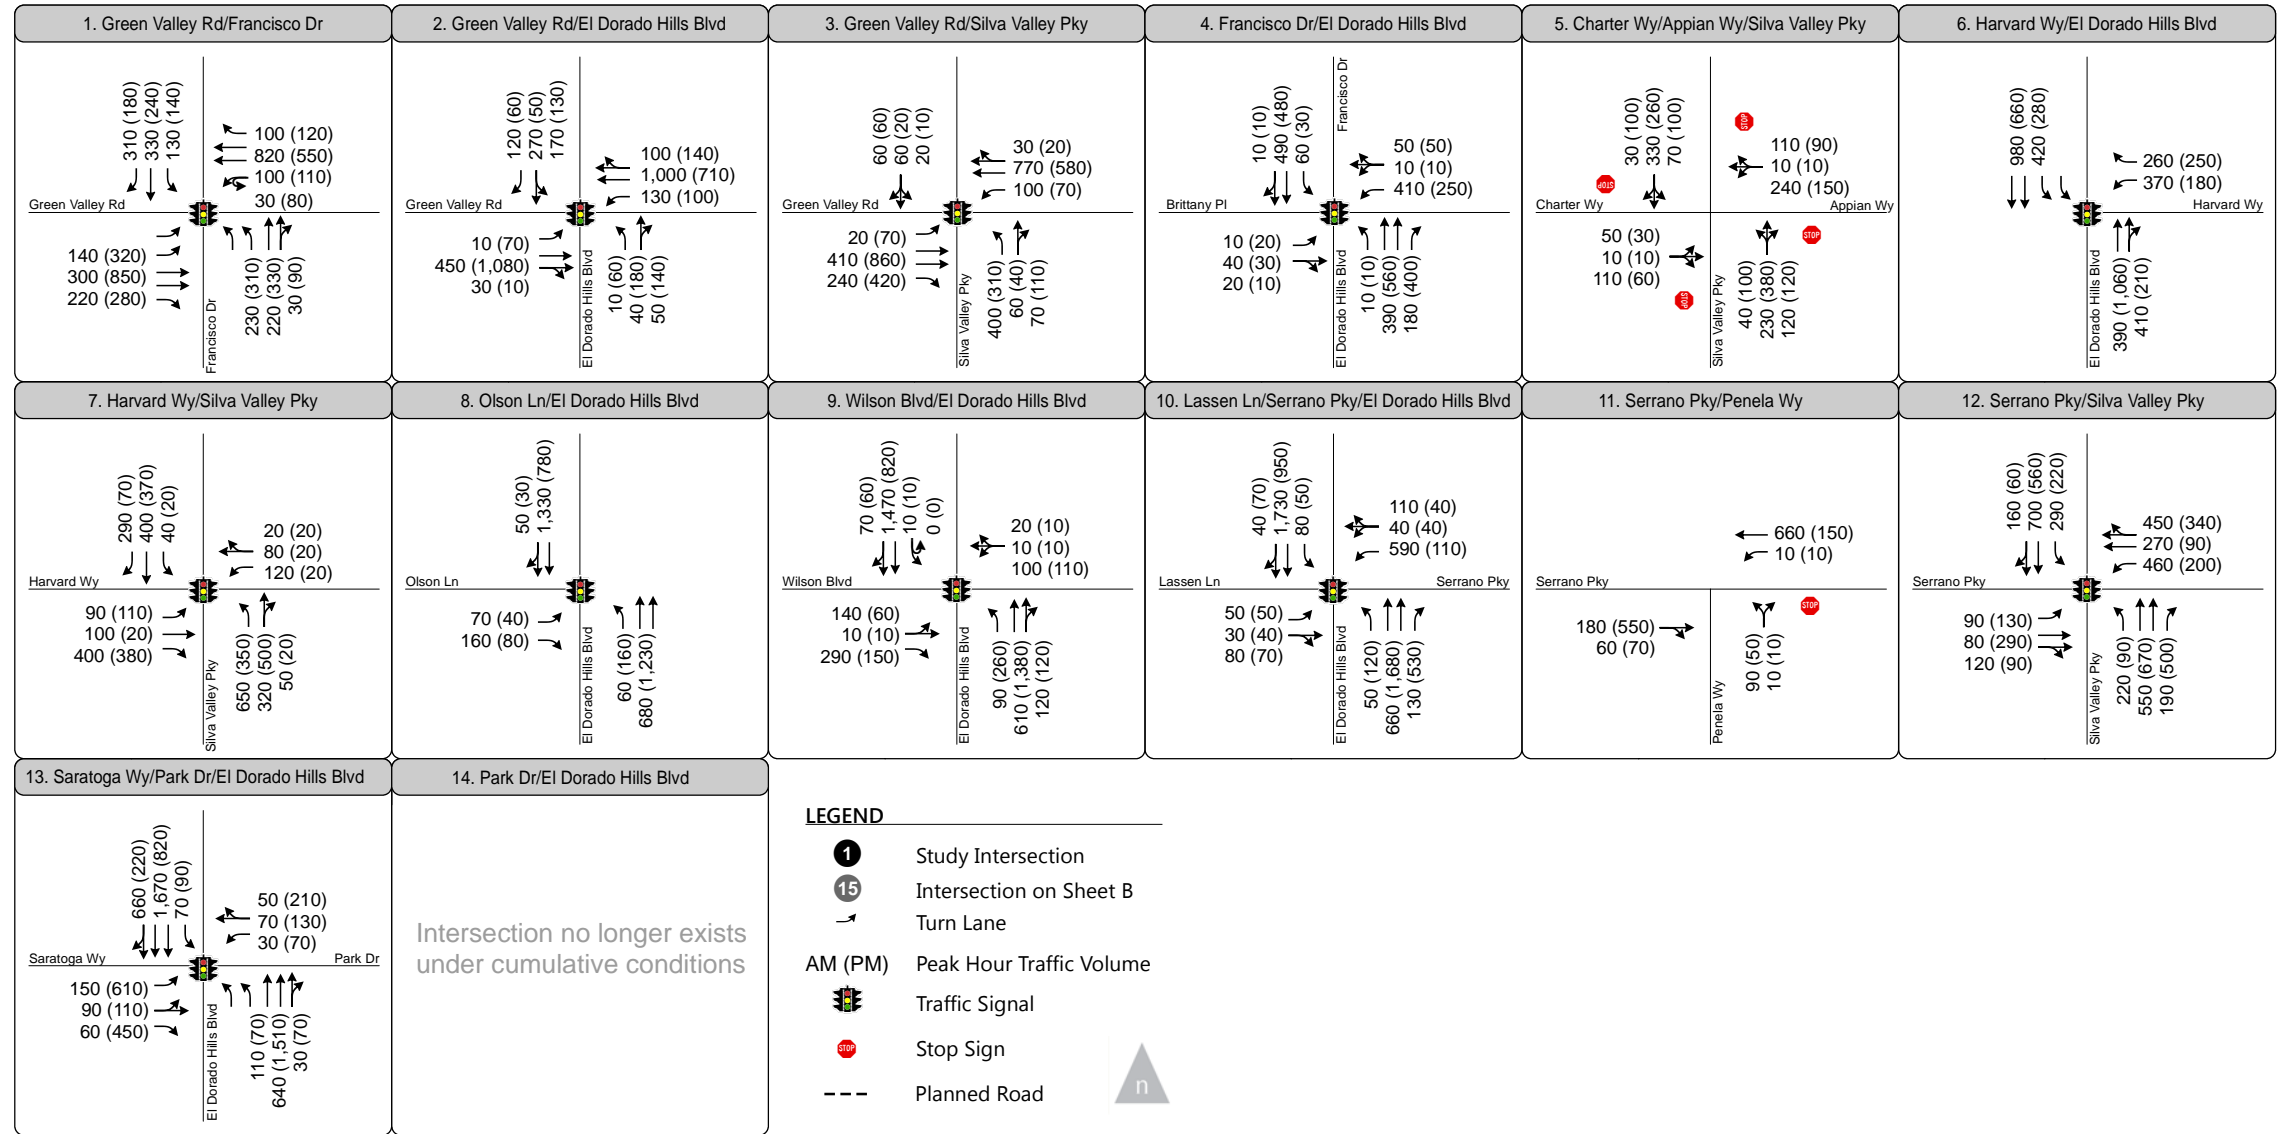 1. Green Valley Rd/Francisco Dr
310 (180)
330 (240)
130 (140)
100 (120)
820 (550)
100 (110)
30 (80)
Green Valley Rd
140 (320)
300 (850)
220 (280)
230 (310)
220 (330)
30 (90)
Francisco Dr
2. Green Valley Rd/El Dorado Hills Blvd
120 (60)
270 (50)
170 (130)
100 (140)
1,000 (710)
130 (100)
Green Valley Rd
10 (70)
450 (1,080)
30 (10)
10 (60)
40 (180)
50 (140)
El Dorado Hills Blvd
3. Green Valley Rd/Silva Valley Pky
60 (60)
60 (20)
20 (10)
30 (20)
770 (580)
100 (70)
Green Valley Rd
20 (70)
410 (860)
240 (420)
400 (310)
60 (40)
70 (110)
Silva Valley Pky
4. Francisco Dr/El Dorado Hills Blvd
Francisco Dr
10 (10)
490 (480)
60 (30)
50 (50)
10 (10)
410 (250)
Brittany Pl
10 (20)
40 (30)
20 (10)
10 (10)
390 (560)
180 (400)
El Dorado Hills Blvd
5. Charter Wy/Appian Wy/Silva Valley Pky
30 (100)
330 (260)
70 (100)
STOP
110 (90)
10 (10)
240 (150)
STOP
Charter Wy
Appian Wy
50 (30)
10 (10)
110 (60)
STOP
STOP
40 (100)
230 (380)
120 (120)
Silva Valley Pky
6. Harvard Wy/El Dorado Hills Blvd
980 (660)
420 (280)
260 (250)
370 (180)
Harvard Wy
390 (1,060)
410 (210)
El Dorado Hills Blvd
7. Harvard Wy/Silva Valley Pky
290 (70)
400 (370)
40 (20)
20 (20)
80 (20)
120 (20)
Harvard Wy
90 (110)
100 (20)
400 (380)
650 (350)
320 (500)
50 (20)
Silva Valley Pky
8. Olson Ln/El Dorado Hills Blvd
50 (30)
1,330 (780)
Olson Ln
70 (40)
160 (80)
60 (160)
680 (1,230)
El Dorado Hills Blvd
9. Wilson Blvd/El Dorado Hills Blvd
70 (60)
1,470 (820)
10 (10)
0 (0)
20 (10)
10 (10)
100 (110)
Wilson Blvd
140 (60)
10 (10)
290 (150)
90 (260)
610 (1,380)
120 (120)
El Dorado Hills Blvd
10. Lassen Ln/Serrano Pky/El Dorado Hills Blvd
40 (70)
1,730 (950)
80 (50)
110 (40)
40 (40)
590 (110)
Lassen Ln
Serrano Pky
50 (50)
30 (40)
80 (70)
50 (120)
660 (1,680)
130 (530)
El Dorado Hills Blvd
11. Serrano Pky/Penela Wy
660 (150)
10 (10)
Serrano Pky
180 (550)
60 (70)
90 (50)
10 (10)
STOP
Penela Wy
12. Serrano Pky/Silva Valley Pky
160 (60)
700 (560)
290 (220)
450 (340)
270 (90)
460 (200)
Serrano Pky
90 (130)
80 (290)
120 (90)
220 (90)
550 (670)
190 (500)
Silva Valley Pky
13. Saratoga Wy/Park Dr/El Dorado Hills Blvd
660 (220)
1,670 (820)
70 (90)
50 (210)
70 (130)
30 (70)
Saratoga Wy
Park Dr
150 (610)
90 (110)
60 (450)
110 (70)
640 (1,510)
30 (70)
El Dorado Hills Blvd
14. Park Dr/El Dorado Hills Blvd
Intersection no longer exists
under cumulative conditions
LEGEND
1 Study Intersection
15 Intersection on Sheet B
Turn Lane
AM (PM) Peak Hour Traffic Volume
Traffic Signal
STOP Stop Sign
Planned Road
n